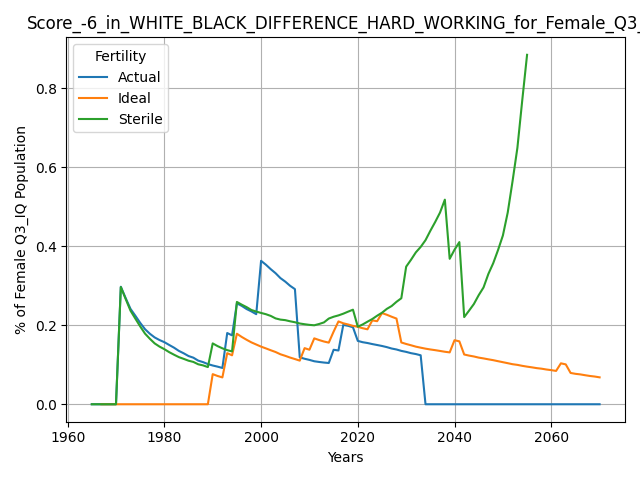 Score_-6_in_WHITE_BLACK_DIFFERENCE_HARD_WORKING_for_Female_Q3_
Fertility
Actual
Ideal
Sterile
% of Female Q3_IQ Population
0.8
0.6
0.4
0.2
0.0
1960
1980
2000
2020
2040
2060
Years